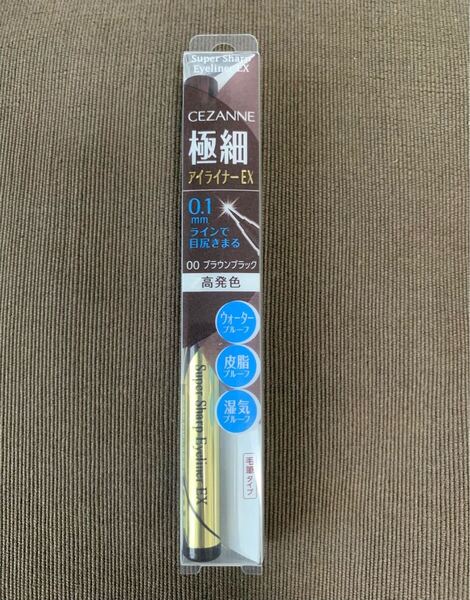 Super Sharp
Eyeliner EX
CEZANNE
極細
アイライナーEX
0.1
mm
ラインで
目尻きまる
00 ブラウンブラック
高発色
ウォーター
プルーフ
皮脂
プルーフ
湿気
プルーフ
毛筆タイプ
Super Sharp Eyeliner EX